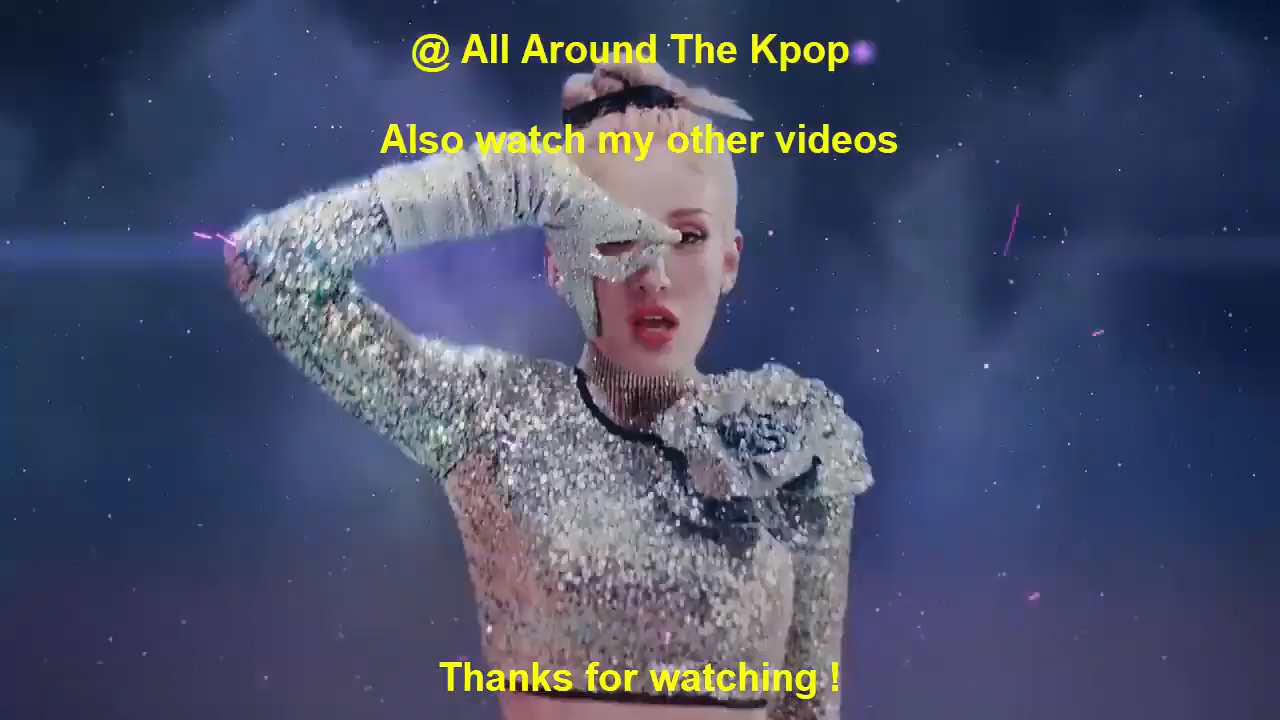 @ All Around The Kpop
Also watch my other videos
Thanks for watching !